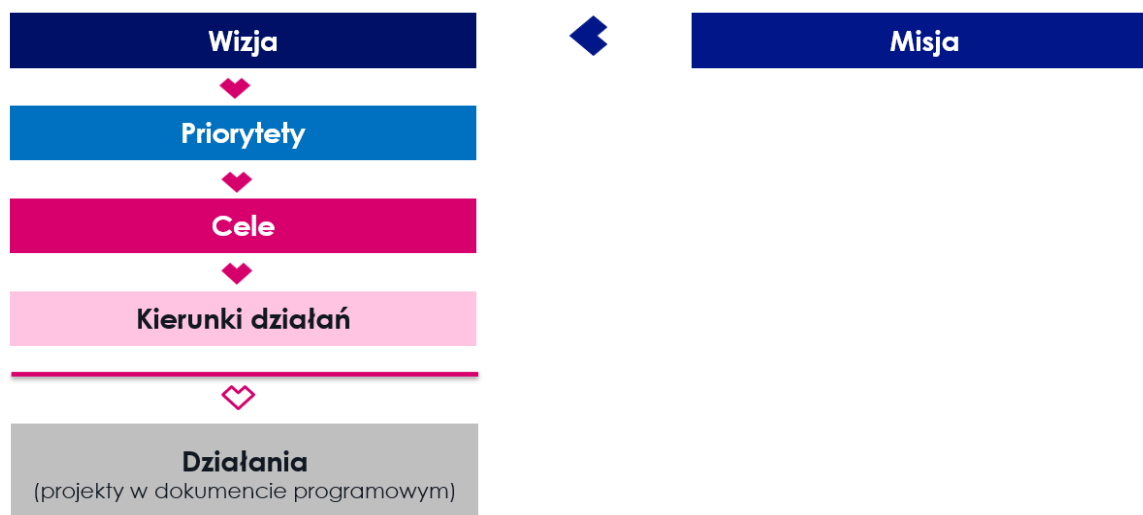 Wizja
Misja
Priorytety
Cele
Kierunki działań
Działania
(projekty w dokumencie programowym)